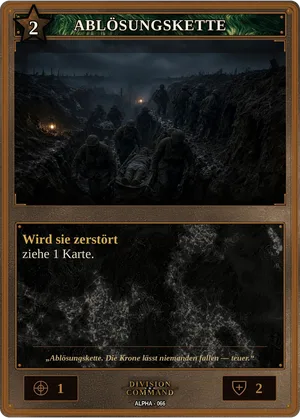 2
ABLÖSUNGSKETTE
Wird sie zerstört
ziehe 1 Karte.
„Ablösungskette. Die Krone lässt niemanden fallen — teuer.“
1
DIVISION
COMMAND
2
ALPHA - 066